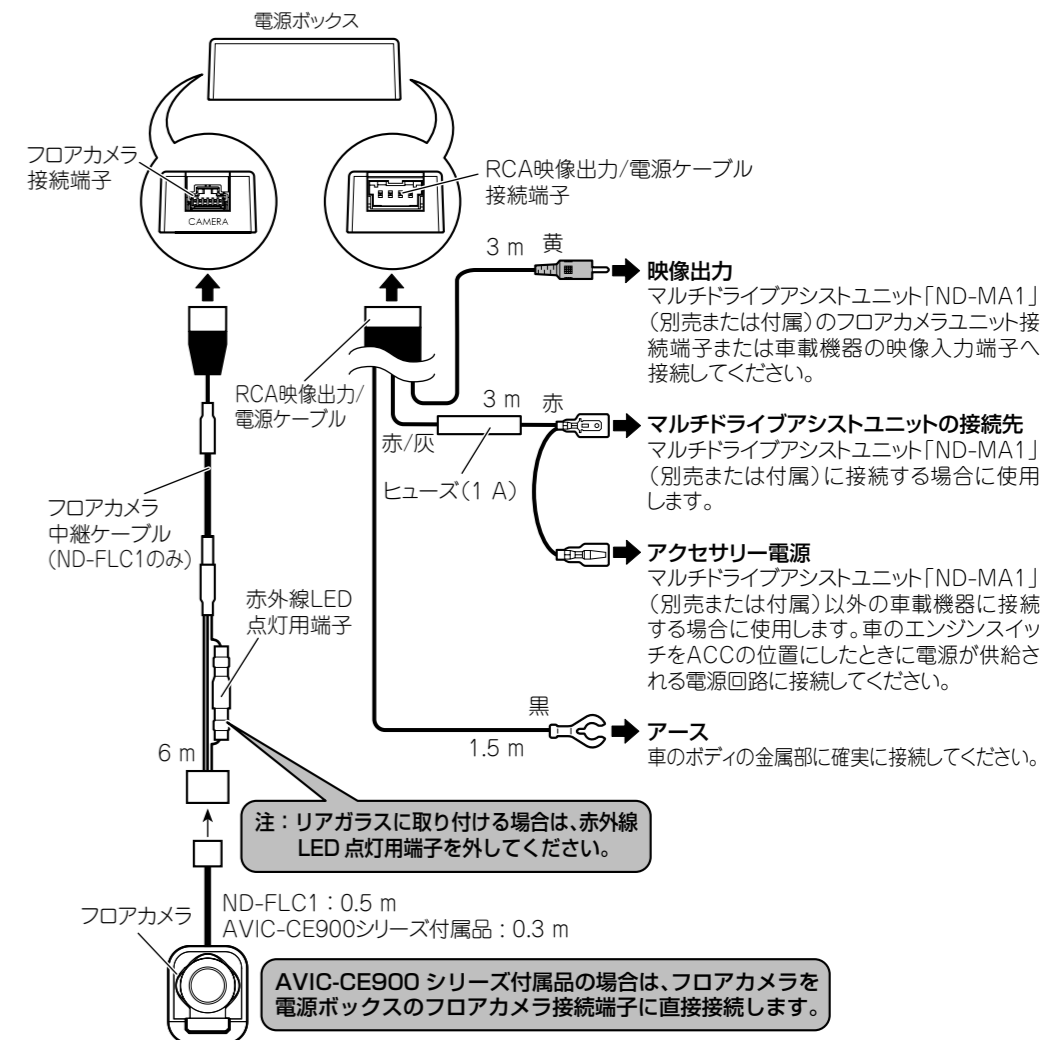 電源ボックス
フロアカメラ
接続端子
CAMERA
RCA映像出力/電源ケーブル
接続端子
3 m 黄
映像出力
マルチドライブアシストユニット「ND-MA1」
(別売または付属)のフロアカメラユニット接
続端子または車載機器の映像入力端子へ
接続してください。
RCA映像出力/
電源ケーブル
3 m 赤
赤/灰
ヒューズ(1 A)
マルチドライブアシストユニットの接続先
マルチドライブアシストユニット「ND-MA1」
(別売または付属)に接続する場合に使用
します。
フロアカメラ
中継ケーブル
(ND-FLC1のみ)
アクセサリー電源
マルチドライブアシストユニット「ND-MA1」
(別売または付属)以外の車載機器に接続
する場合に使用します。車のエンジンスイッ
チをACCの位置にしたときに電源が供給さ
れる電源回路に接続してください。
赤外線LED
点灯用端子
黒
1.5 m
アース
車のボディの金属部に確実に接続してください。
6 m
注:リアガラスに取り付ける場合は、赤外線
LED 点灯用端子を外してください。
フロアカメラ
ND-FLC1:0.5 m
AVIC-CE900シリーズ付属品:0.3 m
AVIC-CE900 シリーズ付属品の場合は、フロアカメラを
電源ボックスのフロアカメラ接続端子に直接接続します。